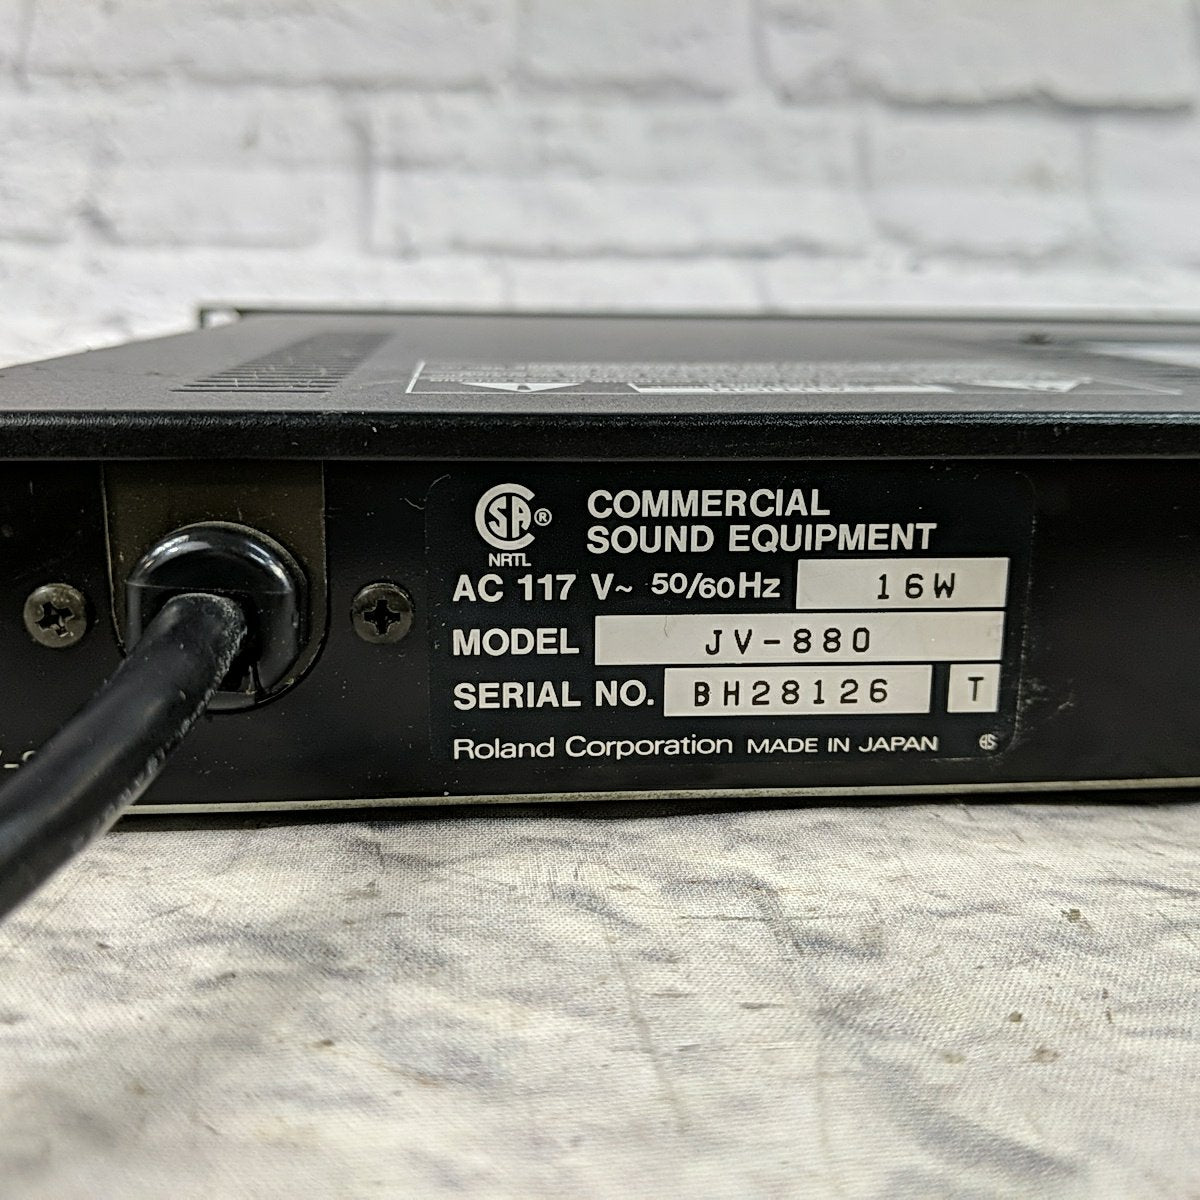 CSA®
NRTL
COMMERCIAL
SOUND EQUIPMENT
AC 117 V~ 50/60Hz 16W
MODEL JV-880
SERIAL NO. BH28126 T
Roland Corporation MADE IN JAPAN